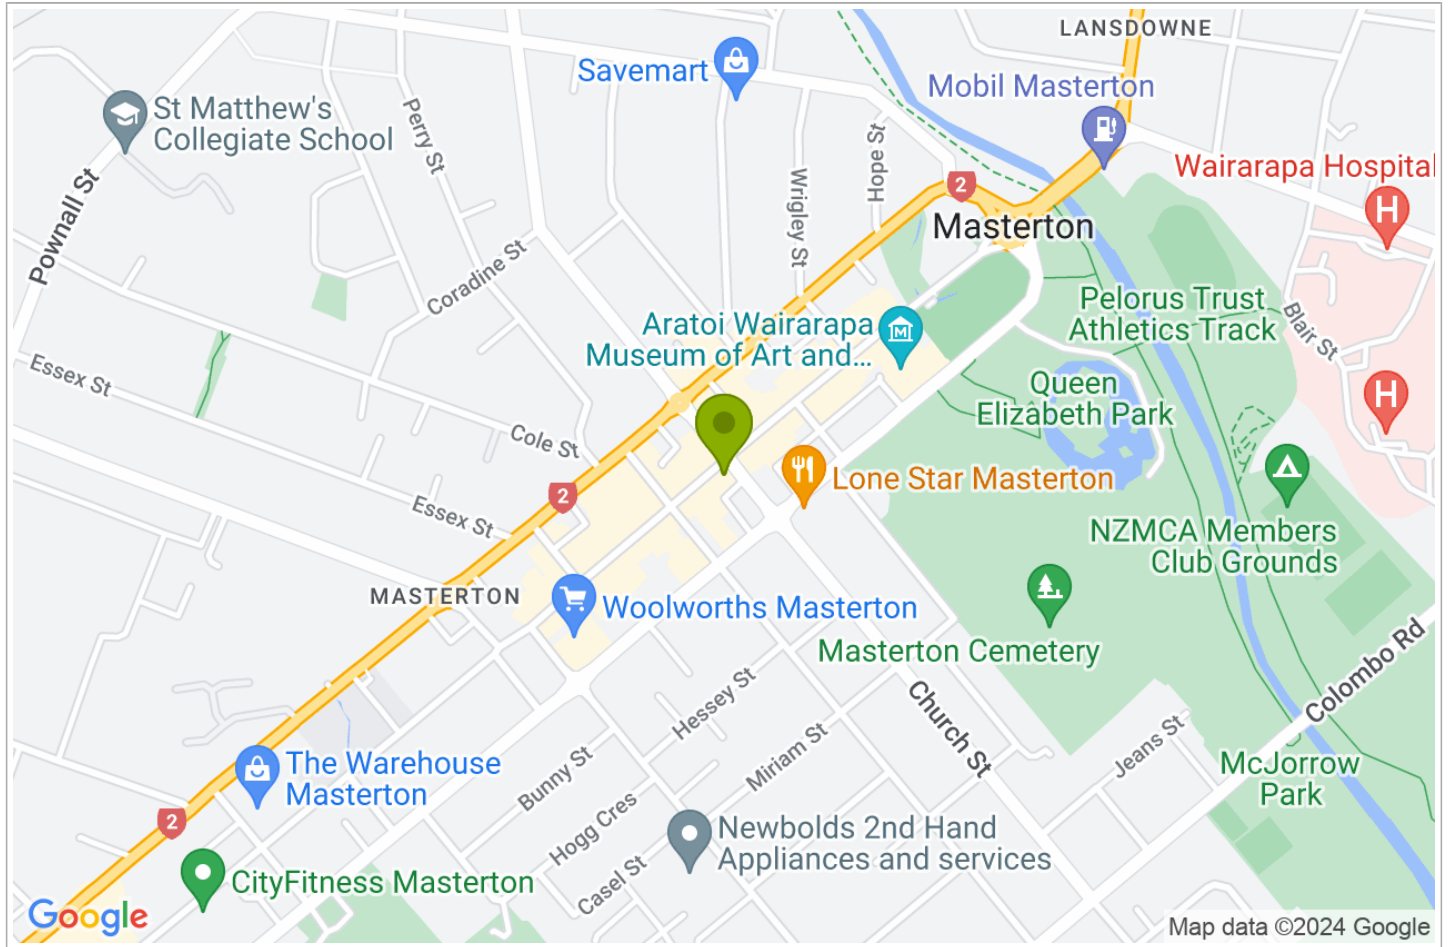 LANSDOWNE
Savemart
Mobil Masterton
St Matthew's
Collegiate School
Perry St
Hope St
Wairarapa Hospital
H
2
Wrigley St
Pownall St
Masterton
Coradine St
Pelorus Trust
Athletics Track
Blair St
Aratoi Wairarapa
Museum of Art and...
M
Essex St
Queen
Elizabeth Park
H
Cole St
Lone Star Masterton
2
Essex St
NZMCA Members
Club Grounds
MASTERTON
Woolworths Masterton
Masterton Cemetery
Colombo Rd
Hessey St
Church St
Miriam St
Jeans St
The Warehouse
Masterton
Bunny St
McJorrow
Park
2
Hogg Cres
Newbolds 2nd Hand
Appliances and services
Casel St
CityFitness Masterton
Google
Map data ©2024 Google